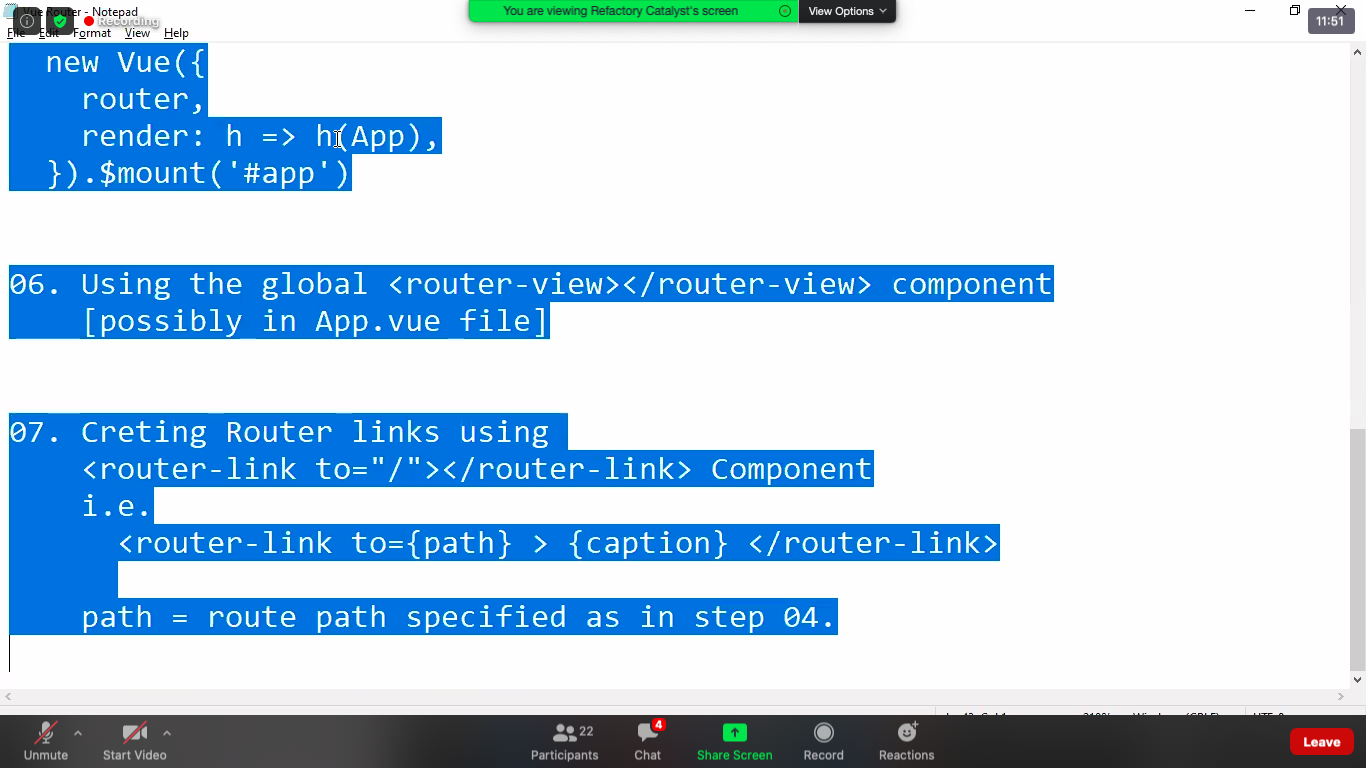 Vue Router - Notepad
Recording
You are viewing Refactory Catalyst's screen
View Options
11:51
File Edit Format View Help
new Vue({
router,
render: h => h(App),
}).$mount('#app')
06. Using the global <router-view></router-view> component
[possibly in App.vue file]
07. Creting Router links using
<router-link to="/"></router-link> Component
i.e.
<router-link to={path} > {caption} </router-link>
path = route path specified as in step 04.
Unmute
Start Video
22
Participants
4
Chat
Share Screen
Record
Reactions
Leave